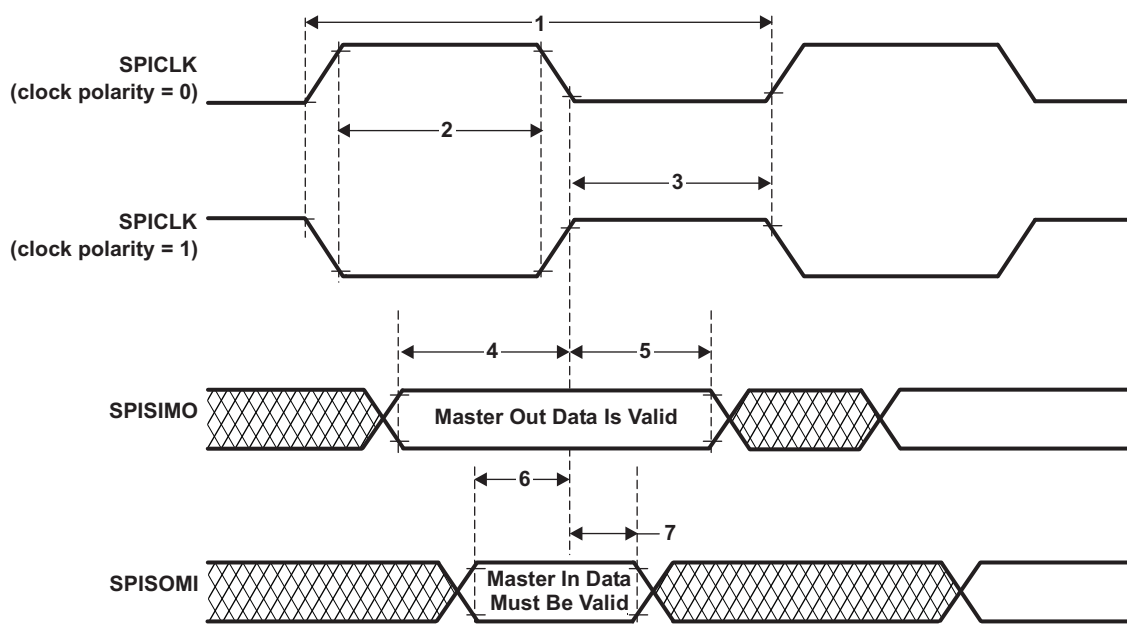 1
SPICLK
(clock polarity = 0)
2
3
SPICLK
(clock polarity = 1)
4
5
SPISIMO
Master Out Data Is Valid
6
7
SPISOMI
Master In Data
Must Be Valid